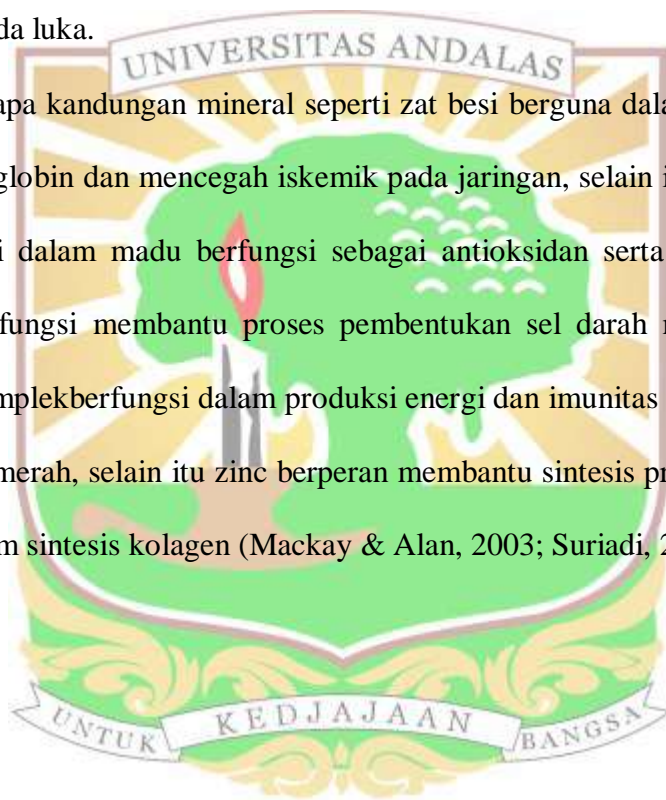 da luka.
UNIVERSITAS ANDALAS
apa kandungan mineral seperti zat besi berguna dala
globin dan mencegah iskemik pada jaringan, selain i
i dalam madu berfungsi sebagai antioksidan serta
fungsi membantu proses pembentukan sel darah
mplekberfungsi dalam produksi energi dan imunitas
merah, selain itu zinc berperan membantu sintesis pr
m sintesis kolagen (Mackay & Alan, 2003; Suriadi, 2
UNTUK KEDJAJAAN BANGSA